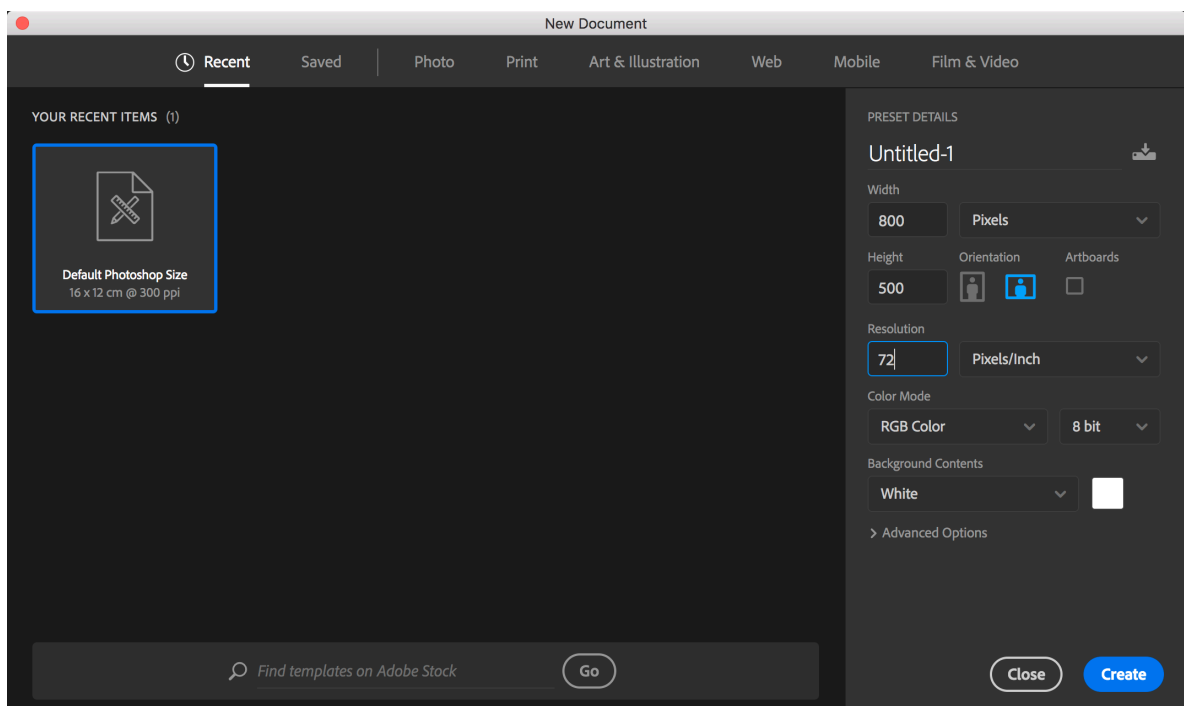 New Document
Recent Saved Photo Print Art & Illustration Web Mobile Film & Video
YOUR RECENT ITEMS (1)
Default Photoshop Size
16 x 12 cm @ 300 ppi
Find templates on Adobe Stock Go
PRESET DETAILS
Untitled-1
Width
800 Pixels
Height Orientation Artboards
500
Resolution
72 Pixels/Inch
Color Mode
RGB Color 8 bit
Background Contents
White
Advanced Options
Close Create